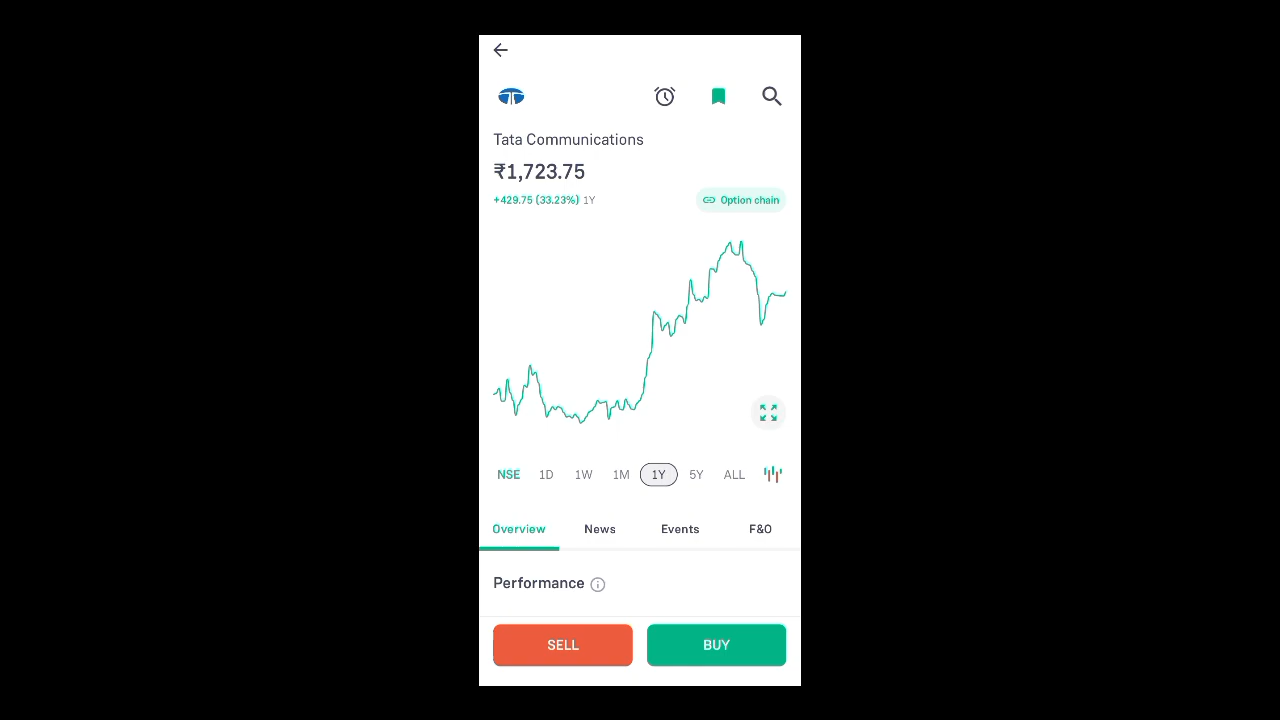 Tata Communications
₹1,723.75
+429.75 (33.23%) 1Y
Option chain
NSE 1D 1W 1M 1Y 5Y ALL
Overview News Events F&O
Performance
SELL BUY